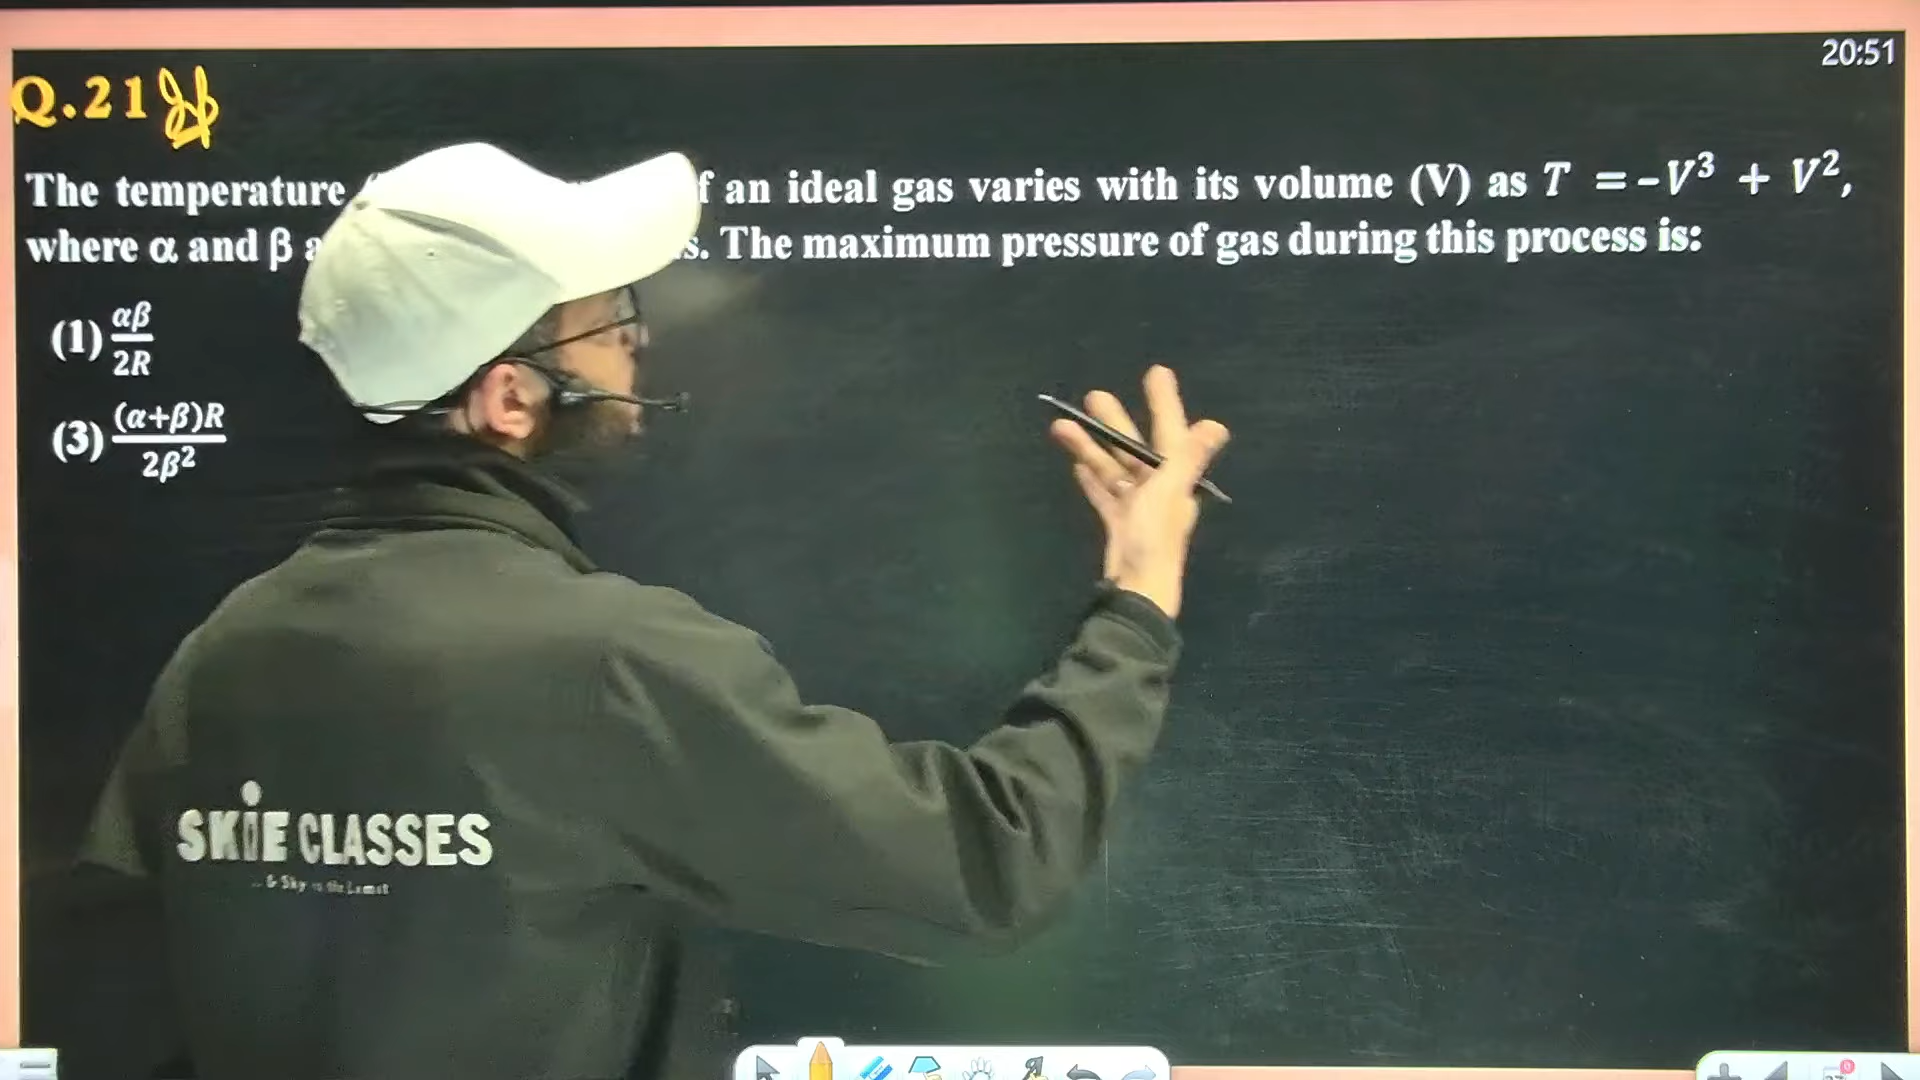 20:51
Q.21
The temperature f an ideal gas varies with its volume (V) as T = -V³ + V²,
where α and β s. The maximum pressure of gas during this process is:
(1) αβ/2R
(3) (α+β)R/2β²
SKIE CLASSES